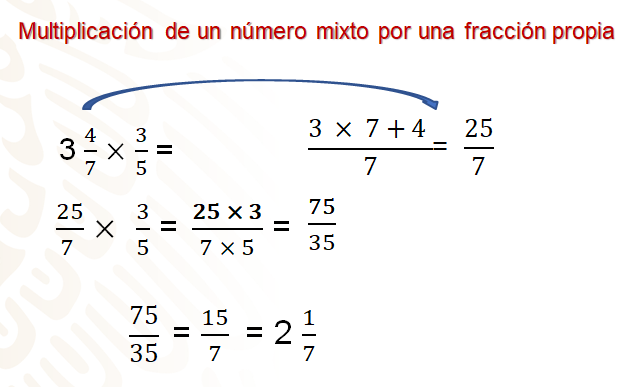 Multiplicación de un número mixto por una fracción propia
3 4/7 × 3/5 =
(3 × 7 + 4)/7 = 25/7
25/7 × 3/5 = (25 × 3)/(7 × 5) = 75/35
75/35 = 15/7 = 2 1/7